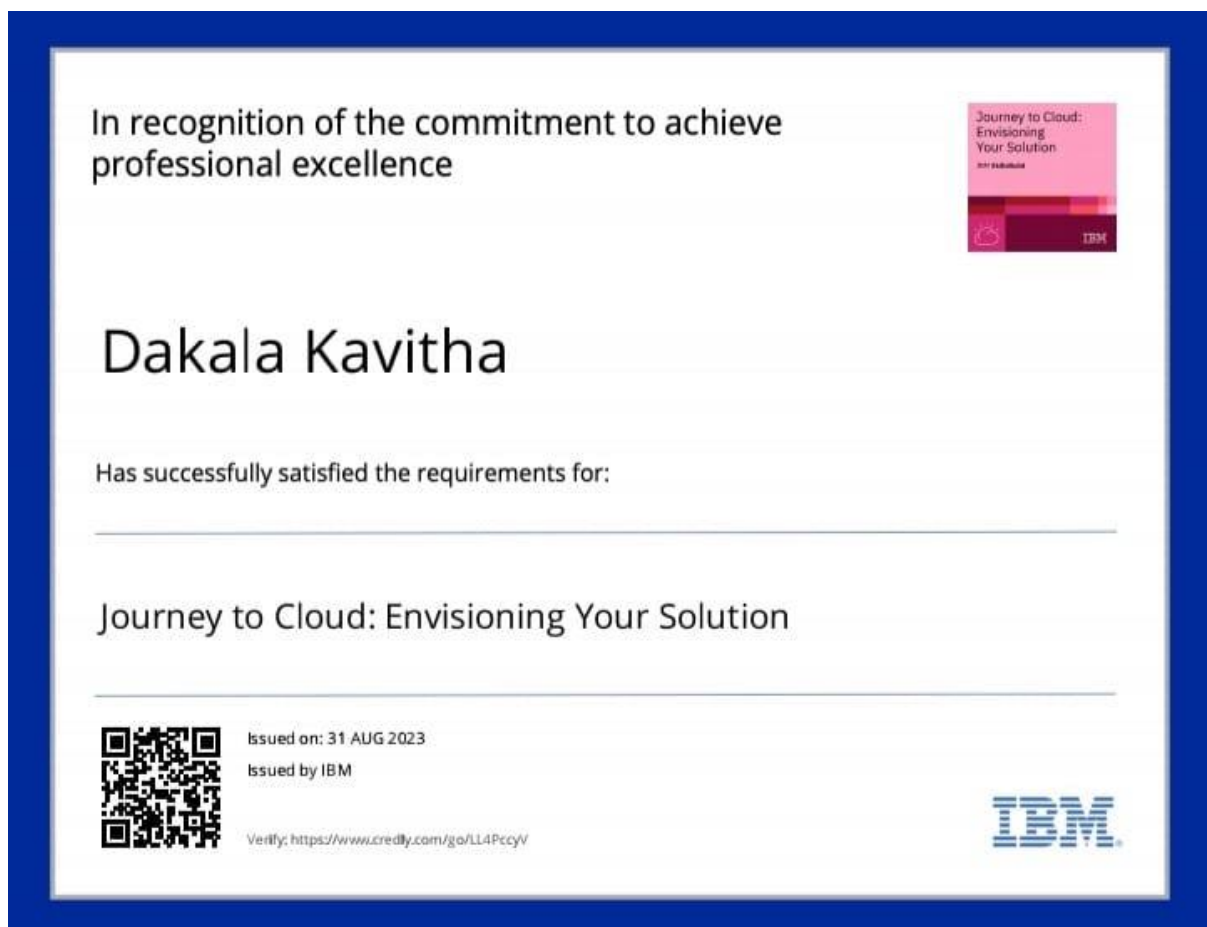 In recognition of the commitment to achieve
professional excellence
Journey to Cloud:
Envisioning
Your Solution
IBM
Dakala Kavitha
Has successfully satisfied the requirements for:
Journey to Cloud: Envisioning Your Solution
Issued on: 31 AUG 2023
Issued by IBM
Verify: https://www.credly.com/go/LL4PccyV
IBM.